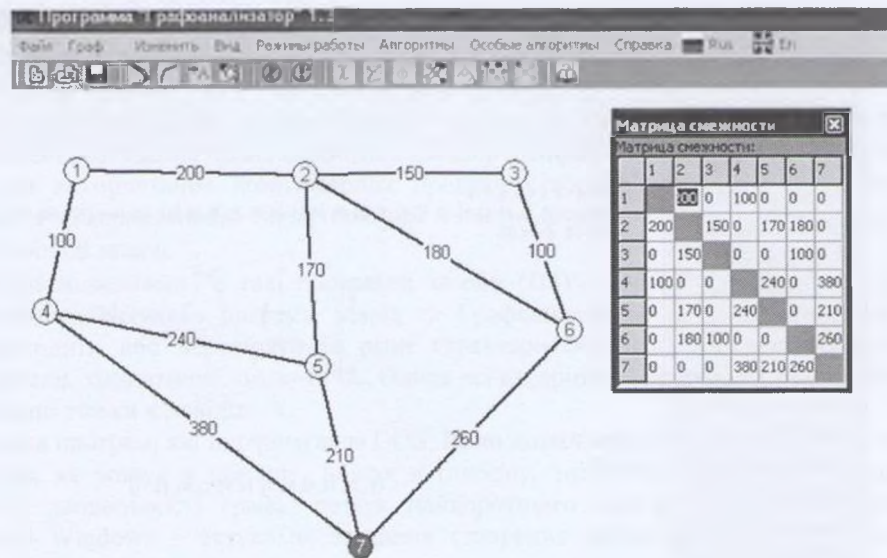 Программа Графоанализатор 1.3
Файл Граф Изменить Вид Режимы работы Алгоритмы Особые алгоритмы Справка Rus En
Матрица смежности
Матрица смежности:
1 2 3 4 5 6 7
1 200 0 100 0 0 0
2 200 150 0 170 180 0
3 0 150 0 0 100 0
4 100 0 0 240 0 380
5 0 170 0 240 0 210
6 0 180 100 0 0 260
7 0 0 0 380 210 260
1 200 2 150 3
100 180 100
170
4 6
240 5
380 260
210
7